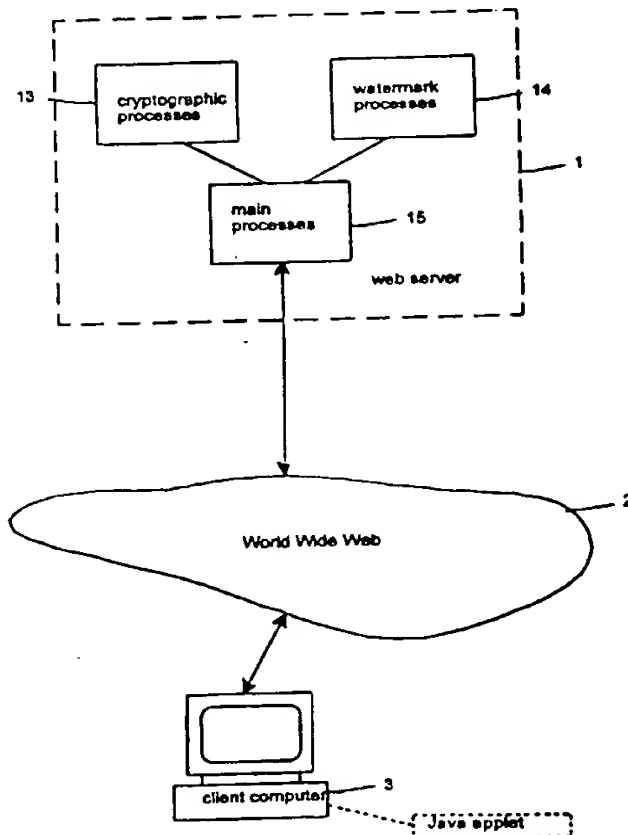 13
cryptographic
processes
watermark
processes
14
1
main
processes
15
web server
2
World Wide Web
client computer
3
Java applet